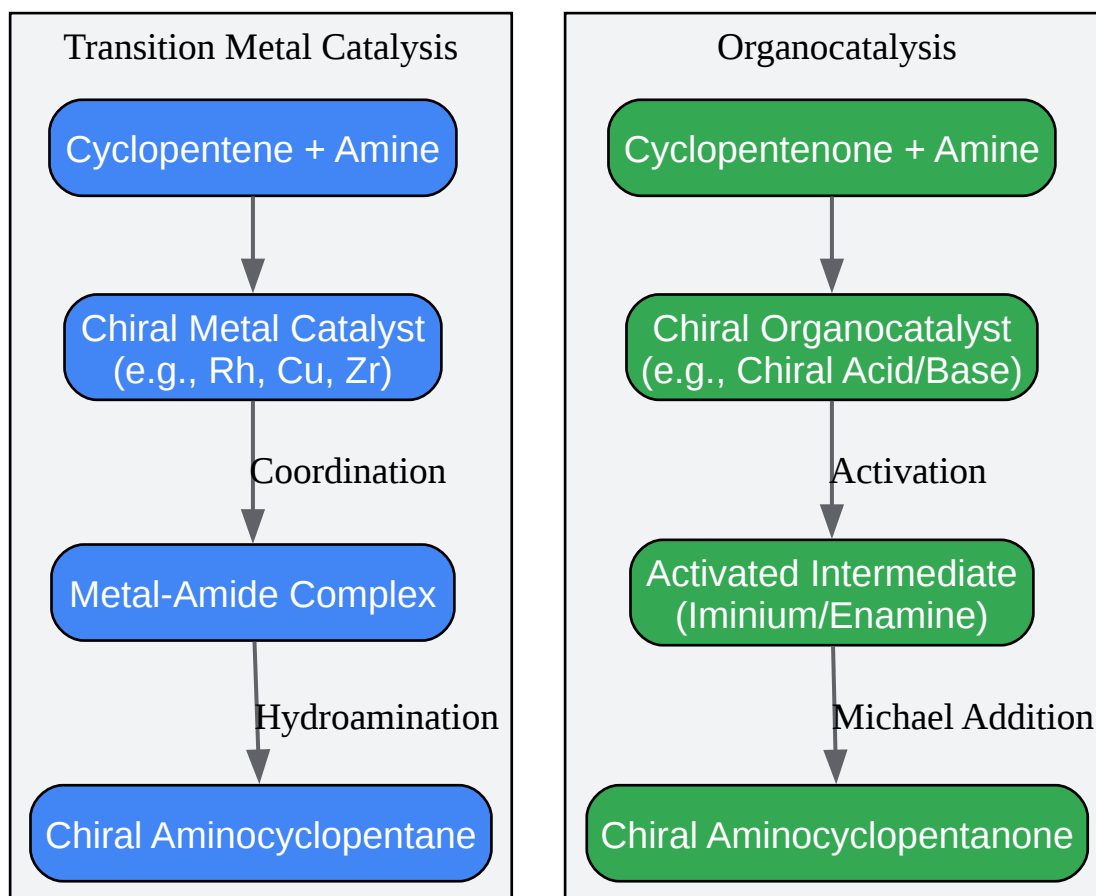 Transition Metal Catalysis
Cyclopentene + Amine
Chiral Metal Catalyst
(e.g., Rh, Cu, Zr)
Coordination
Metal-Amide Complex
Hydroamination
Chiral Aminocyclopentane
Organocatalysis
Cyclopentenone + Amine
Chiral Organocatalyst
(e.g., Chiral Acid/Base)
Activation
Activated Intermediate
(Iminium/Enamine)
Michael Addition
Chiral Aminocyclopentanone